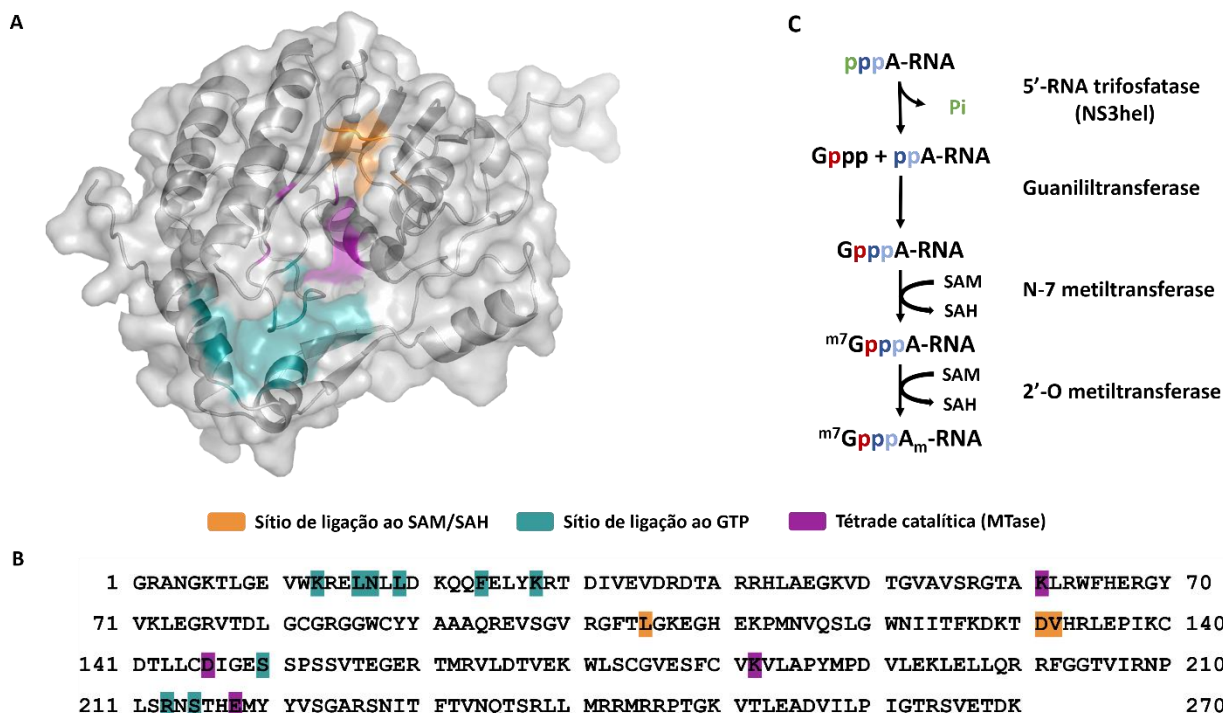 A
C
pppA-RNA
Pi
5’-RNA trifosfatase
(NS3hel)
Gppp + ppA-RNA
Guanililtransferase
GpppA-RNA
SAM
SAH
N-7 metiltransferase
m7GpppA-RNA
SAM
SAH
2’-O metiltransferase
m7GpppAm-RNA
Sítio de ligação ao SAM/SAH
Sítio de ligação ao GTP
Tétrade catalítica (MTase)
B
1 GRANGKTLGE VWKRELNLLD KQQFELYKRT DIVEVDRDTA RRHLAEGKVD TGVAVSRGTA KLRWFHERGY 70
71 VKLEGRVTDL GCGRGGWCYY AAAQREVSGV RGFTLGKEGH EKPMNVQSLG WNIITFKDKT DVHRLEPIKC 140
141 DTLLCDIGES SPSSVTEGER TMRVLDTVEK WLSCGVESFC VKVLAPYMPD VLEKLELLQR RFGGTVIRNP 210
211 LSRNSTHEMY YVSGARSNIT FTVNQTSRLL MRRMRRPTGK VTLEADVILP IGTRSVETDK 270